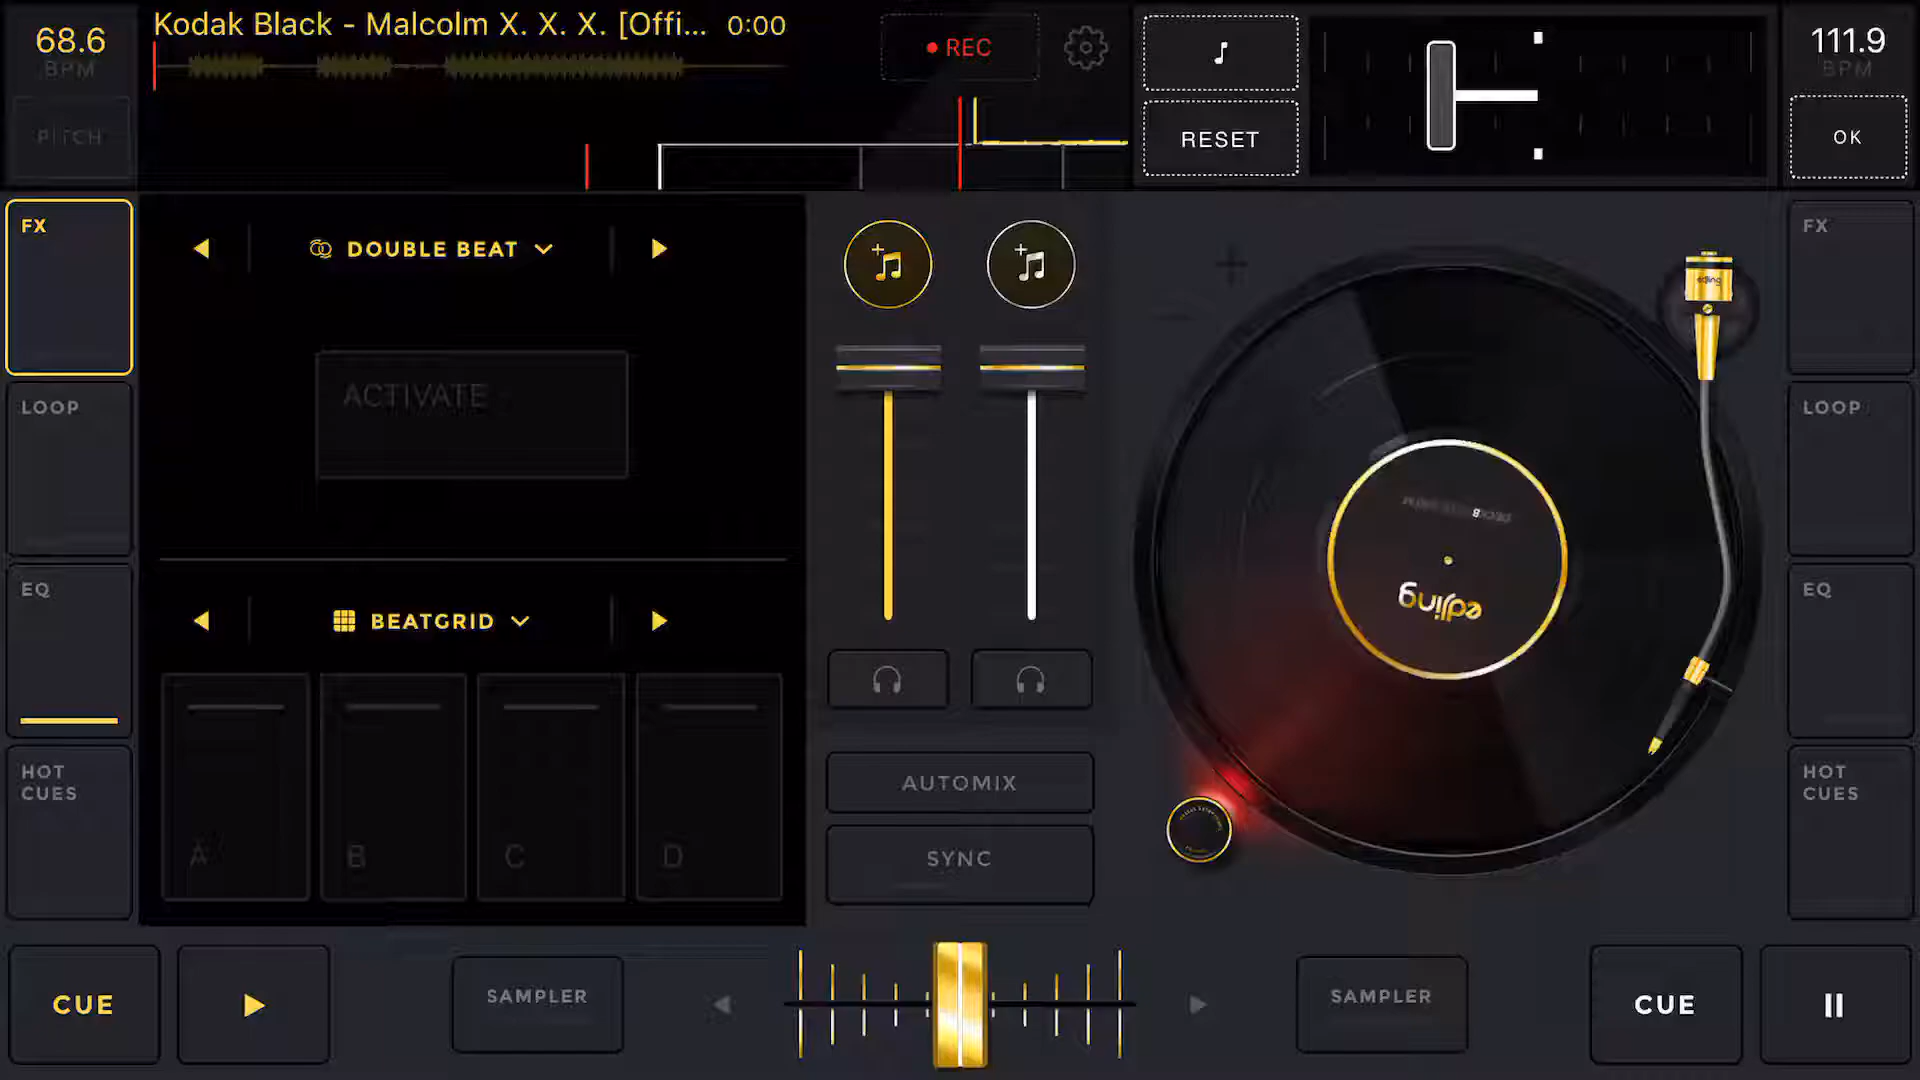 68.6
BPM
PITCH
Kodak Black - Malcolm X. X. X. [Offi... 0:00
REC
RESET
111.9
BPM
OK
FX
LOOP
EQ
HOT
CUES
DOUBLE BEAT
ACTIVATE
BEATGRID
A
B
C
D
AUTOMIX
SYNC
edjing
edjing
FX
LOOP
EQ
HOT
CUES
CUE
SAMPLER
SAMPLER
CUE